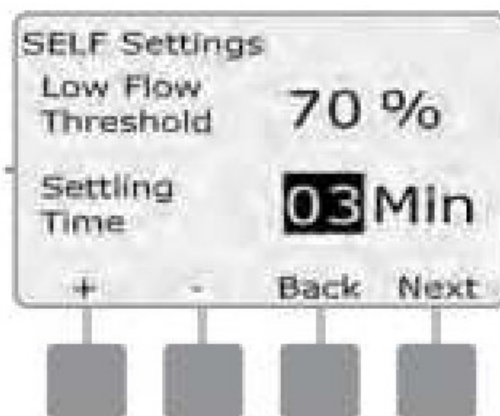 SELF Settings
Low Flow
Threshold 70 %
Settling
Time 03 Min
+ - Back Next